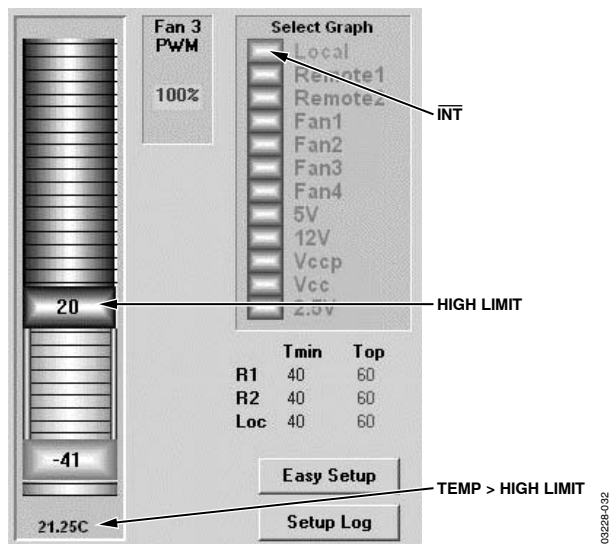 Fan 3
PWM
100%
Select Graph
Local
Remote1
Remote2
Fan1
Fan2
Fan3
Fan4
5V
12V
Vccp
Vcc
2.5V
INT
20
HIGH LIMIT
Tmin Top
R1 40 60
R2 40 60
Loc 40 60
-41
Easy Setup
TEMP > HIGH LIMIT
21.25C
Setup Log
03228-032